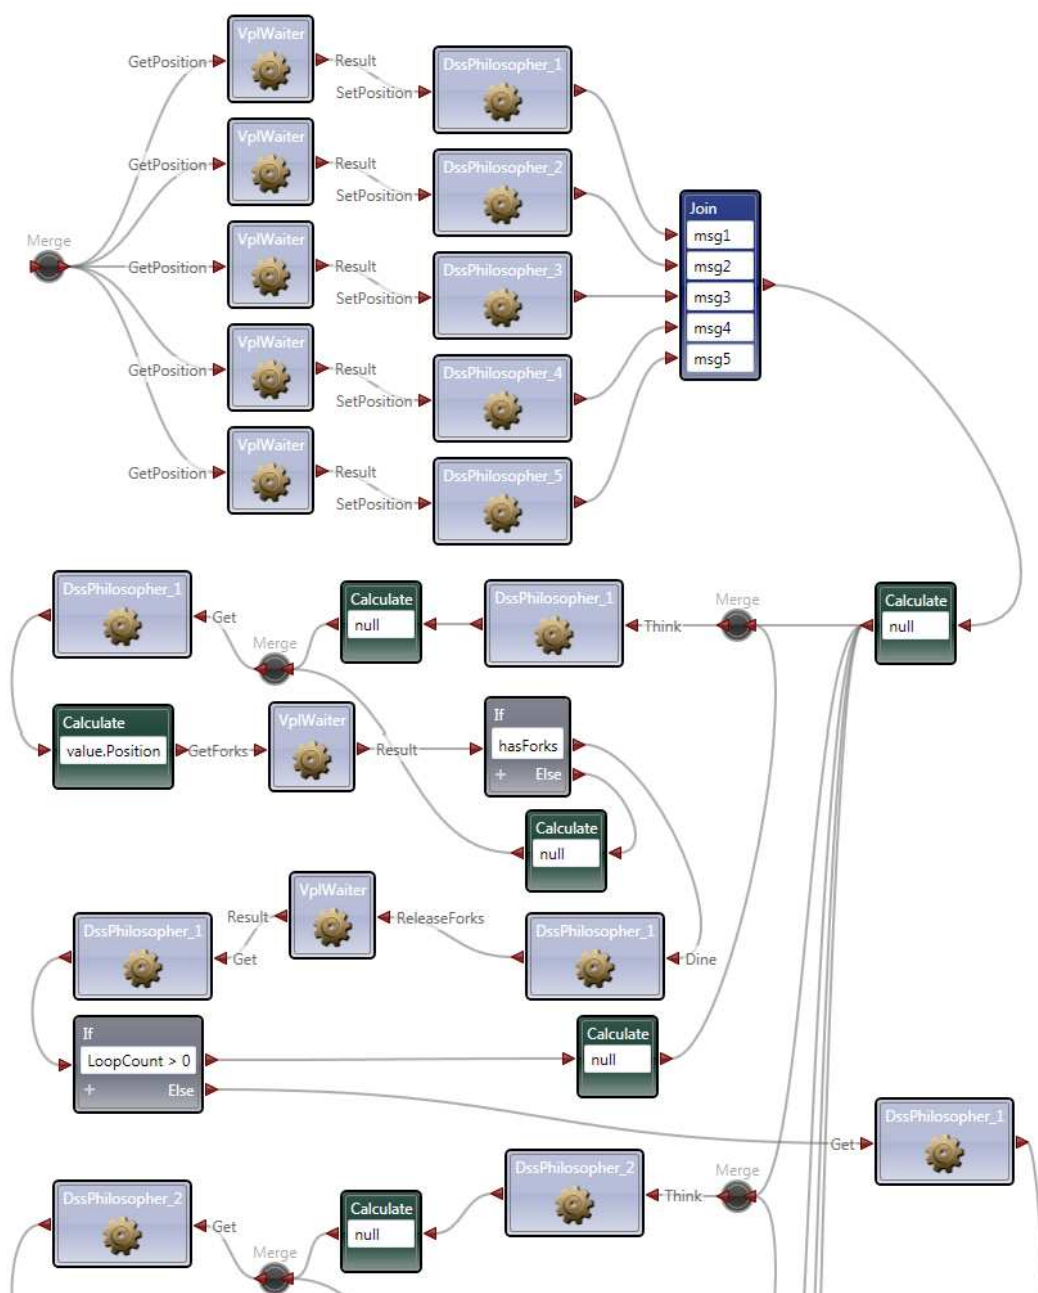 VplWaiter
GetPosition
Result
SetPosition
DssPhilosopher_1
VplWaiter
GetPosition
Result
SetPosition
DssPhilosopher_2
Join
msg1
msg2
msg3
msg4
msg5
Merge
VplWaiter
GetPosition
Result
SetPosition
DssPhilosopher_3
VplWaiter
GetPosition
Result
SetPosition
DssPhilosopher_4
VplWaiter
GetPosition
Result
SetPosition
DssPhilosopher_5
DssPhilosopher_1
Get
Merge
Calculate
null
DssPhilosopher_1
Think
Merge
Calculate
null
Calculate
value.Position
GetForks
VplWaiter
Result
If
hasForks
+ Else
Calculate
null
VplWaiter
Result
ReleaseForks
DssPhilosopher_1
Get
DssPhilosopher_1
Dine
If
LoopCount > 0
+ Else
Calculate
null
Get
DssPhilosopher_1
DssPhilosopher_2
Get
Merge
Calculate
null
DssPhilosopher_2
Think
Merge